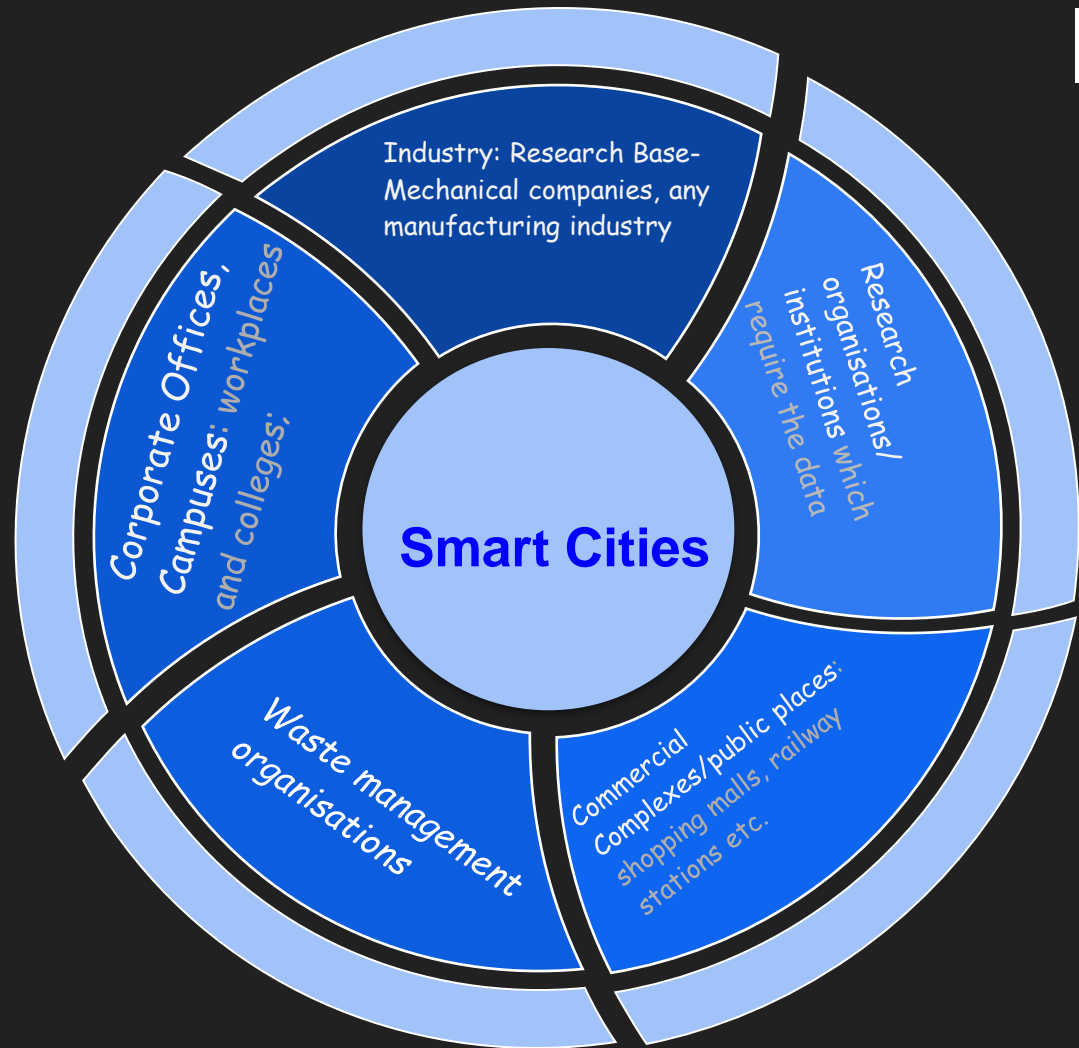 Industry: Research Base-
Mechanical companies, any
manufacturing industry
Research
organisations/
institutions which
require the data
Commercial
Complexes/public places:
shopping malls, railway
stations etc.
Waste management
organisations
Corporate Offices,
Campuses: workplaces
and colleges;
Smart Cities